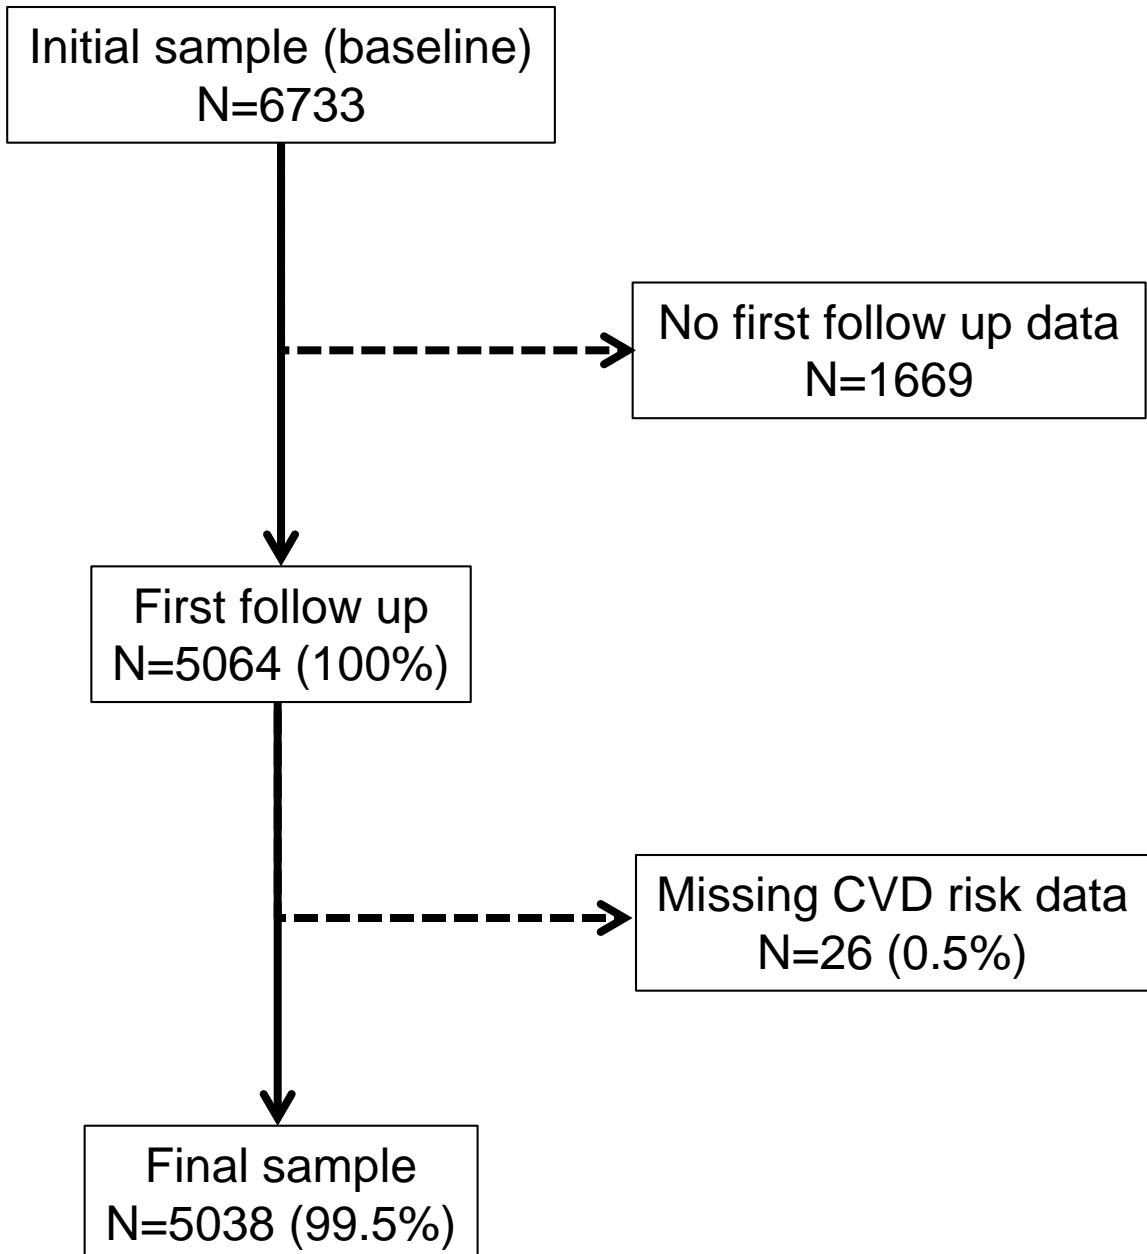 Initial sample (baseline)
N=6733
No first follow up data
N=1669
First follow up
N=5064 (100%)
Missing CVD risk data
N=26 (0.5%)
Final sample
N=5038 (99.5%)